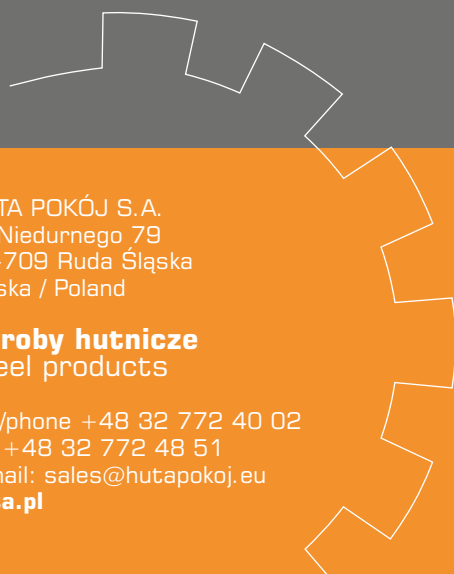 TA POKÓJ S.A.
Niedurnego 79
-709 Ruda Śląska
ska / Poland
roby hutnicze
eel products
/phone +48 32 772 40 02
+48 32 772 48 51
ail: sales@hutapokoj.eu
a.pl